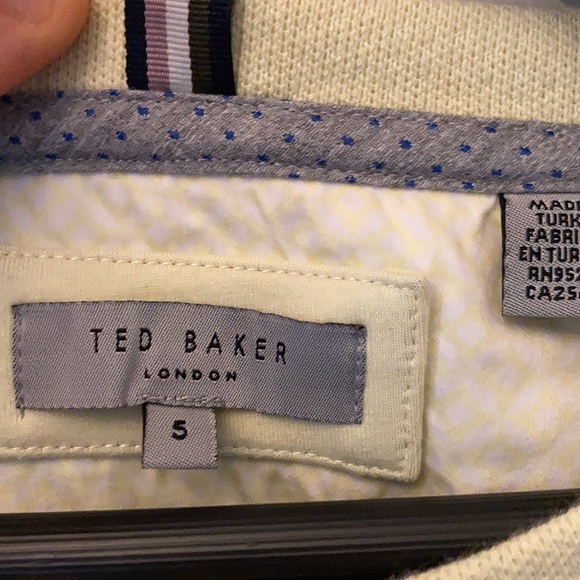 TED BAKER
LONDON
5
MADE
TURK
FABRI
EN TUR
RN952
CA25